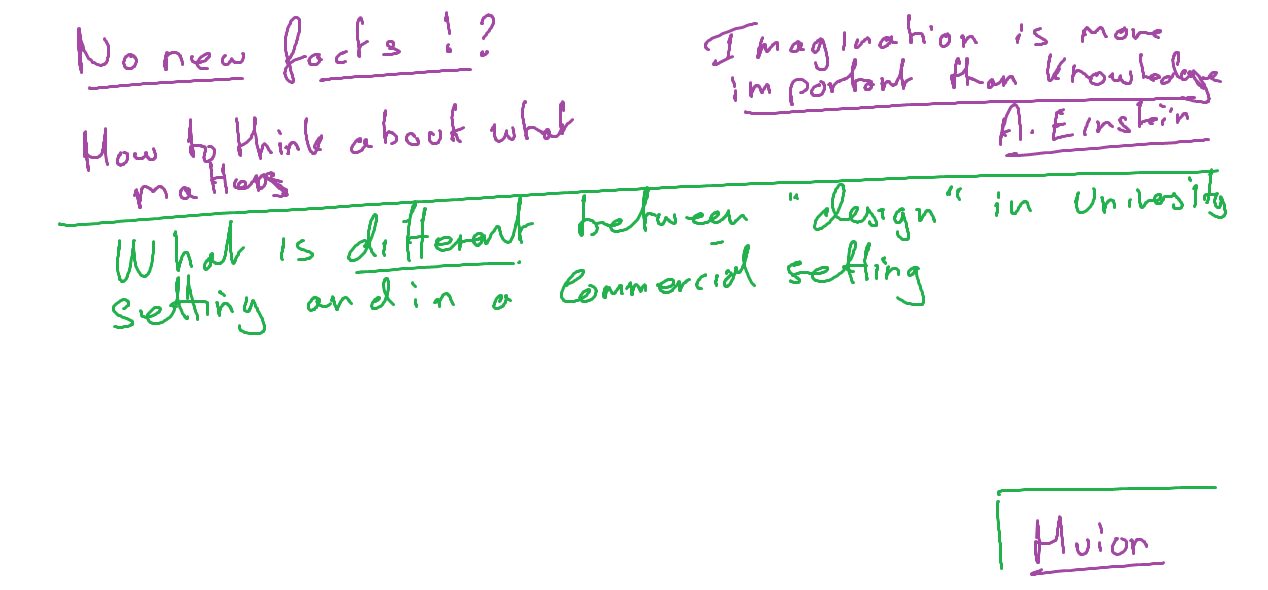 No new facts !?
Imagination is more
important than knowledge
A. Einstein
How to think about what
matters
What is different between "design" in University
setting and in a commercial setting
Huion